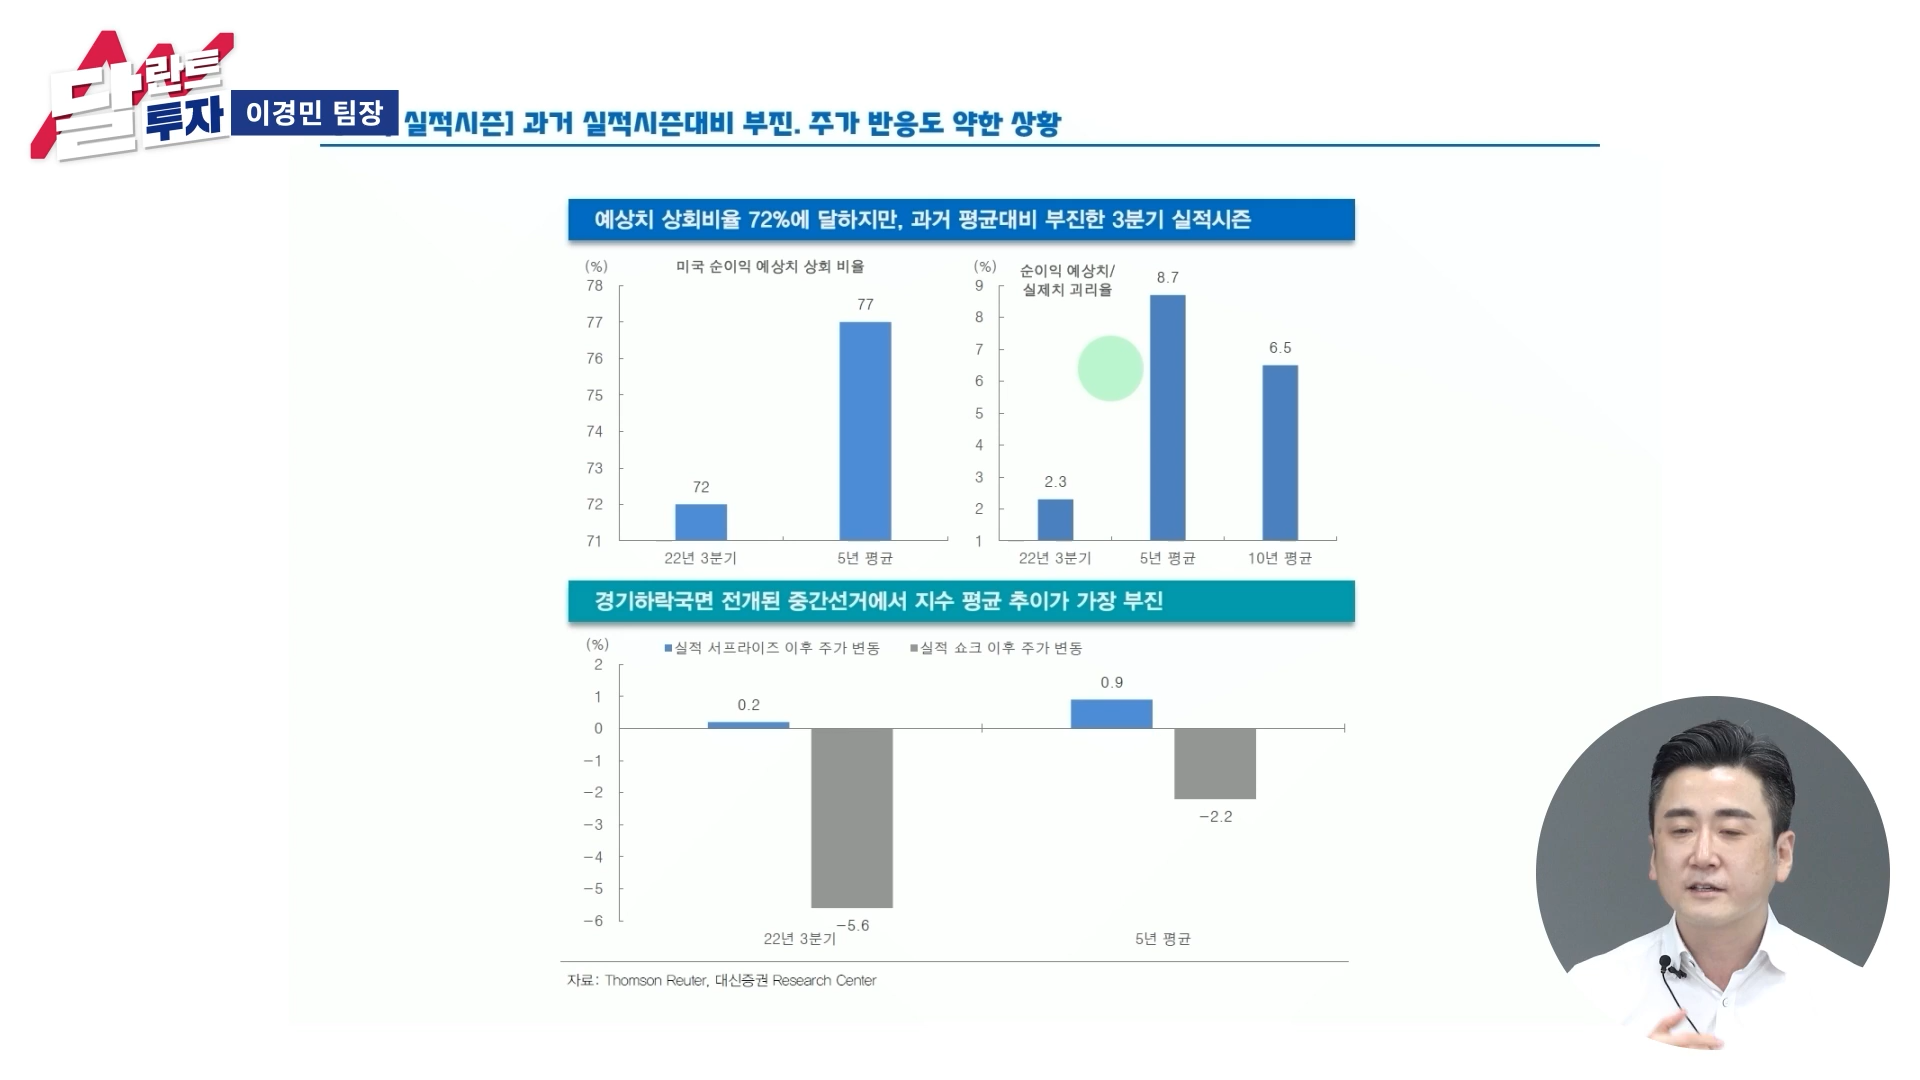 달란트
투자
이경민 팀장
실적시즌] 과거 실적시즌대비 부진. 주가 반응도 약한 상황
예상치 상회비율 72%에 달하지만, 과거 평균대비 부진한 3분기 실적시즌
(%)
미국 순이익 예상치 상회 비율
78
77
76
75
74
73
72
71
72
77
22년 3분기
5년 평균
(%)
순이익 예상치/
실제치 괴리율
9
8
7
6
5
4
3
2
1
2.3
8.7
6.5
22년 3분기
5년 평균
10년 평균
경기하락국면 전개된 중간선거에서 지수 평균 추이가 가장 부진
(%)
실적 서프라이즈 이후 주가 변동
실적 쇼크 이후 주가 변동
2
1
0
−1
−2
−3
−4
−5
−6
0.2
−5.6
0.9
−2.2
22년 3분기
5년 평균
자료: Thomson Reuter, 대신증권 Research Center